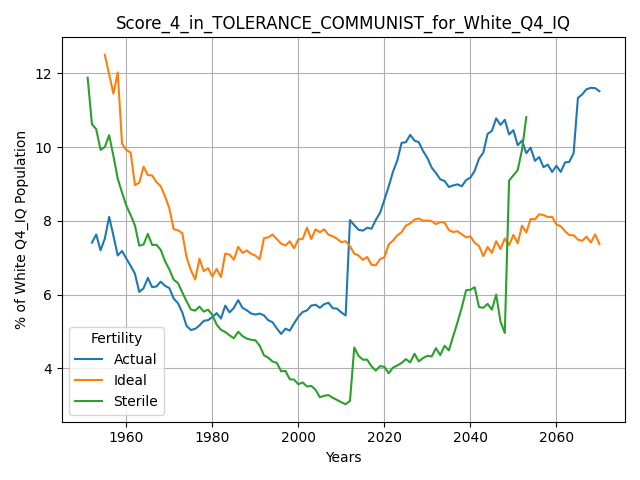 Score_4_in_TOLERANCE_COMMUNIST_for_White_Q4_IQ
% of White Q4_IQ Population
12
10
8
6
4
Fertility
Actual
Ideal
Sterile
1960 1980 2000 2020 2040 2060
Years